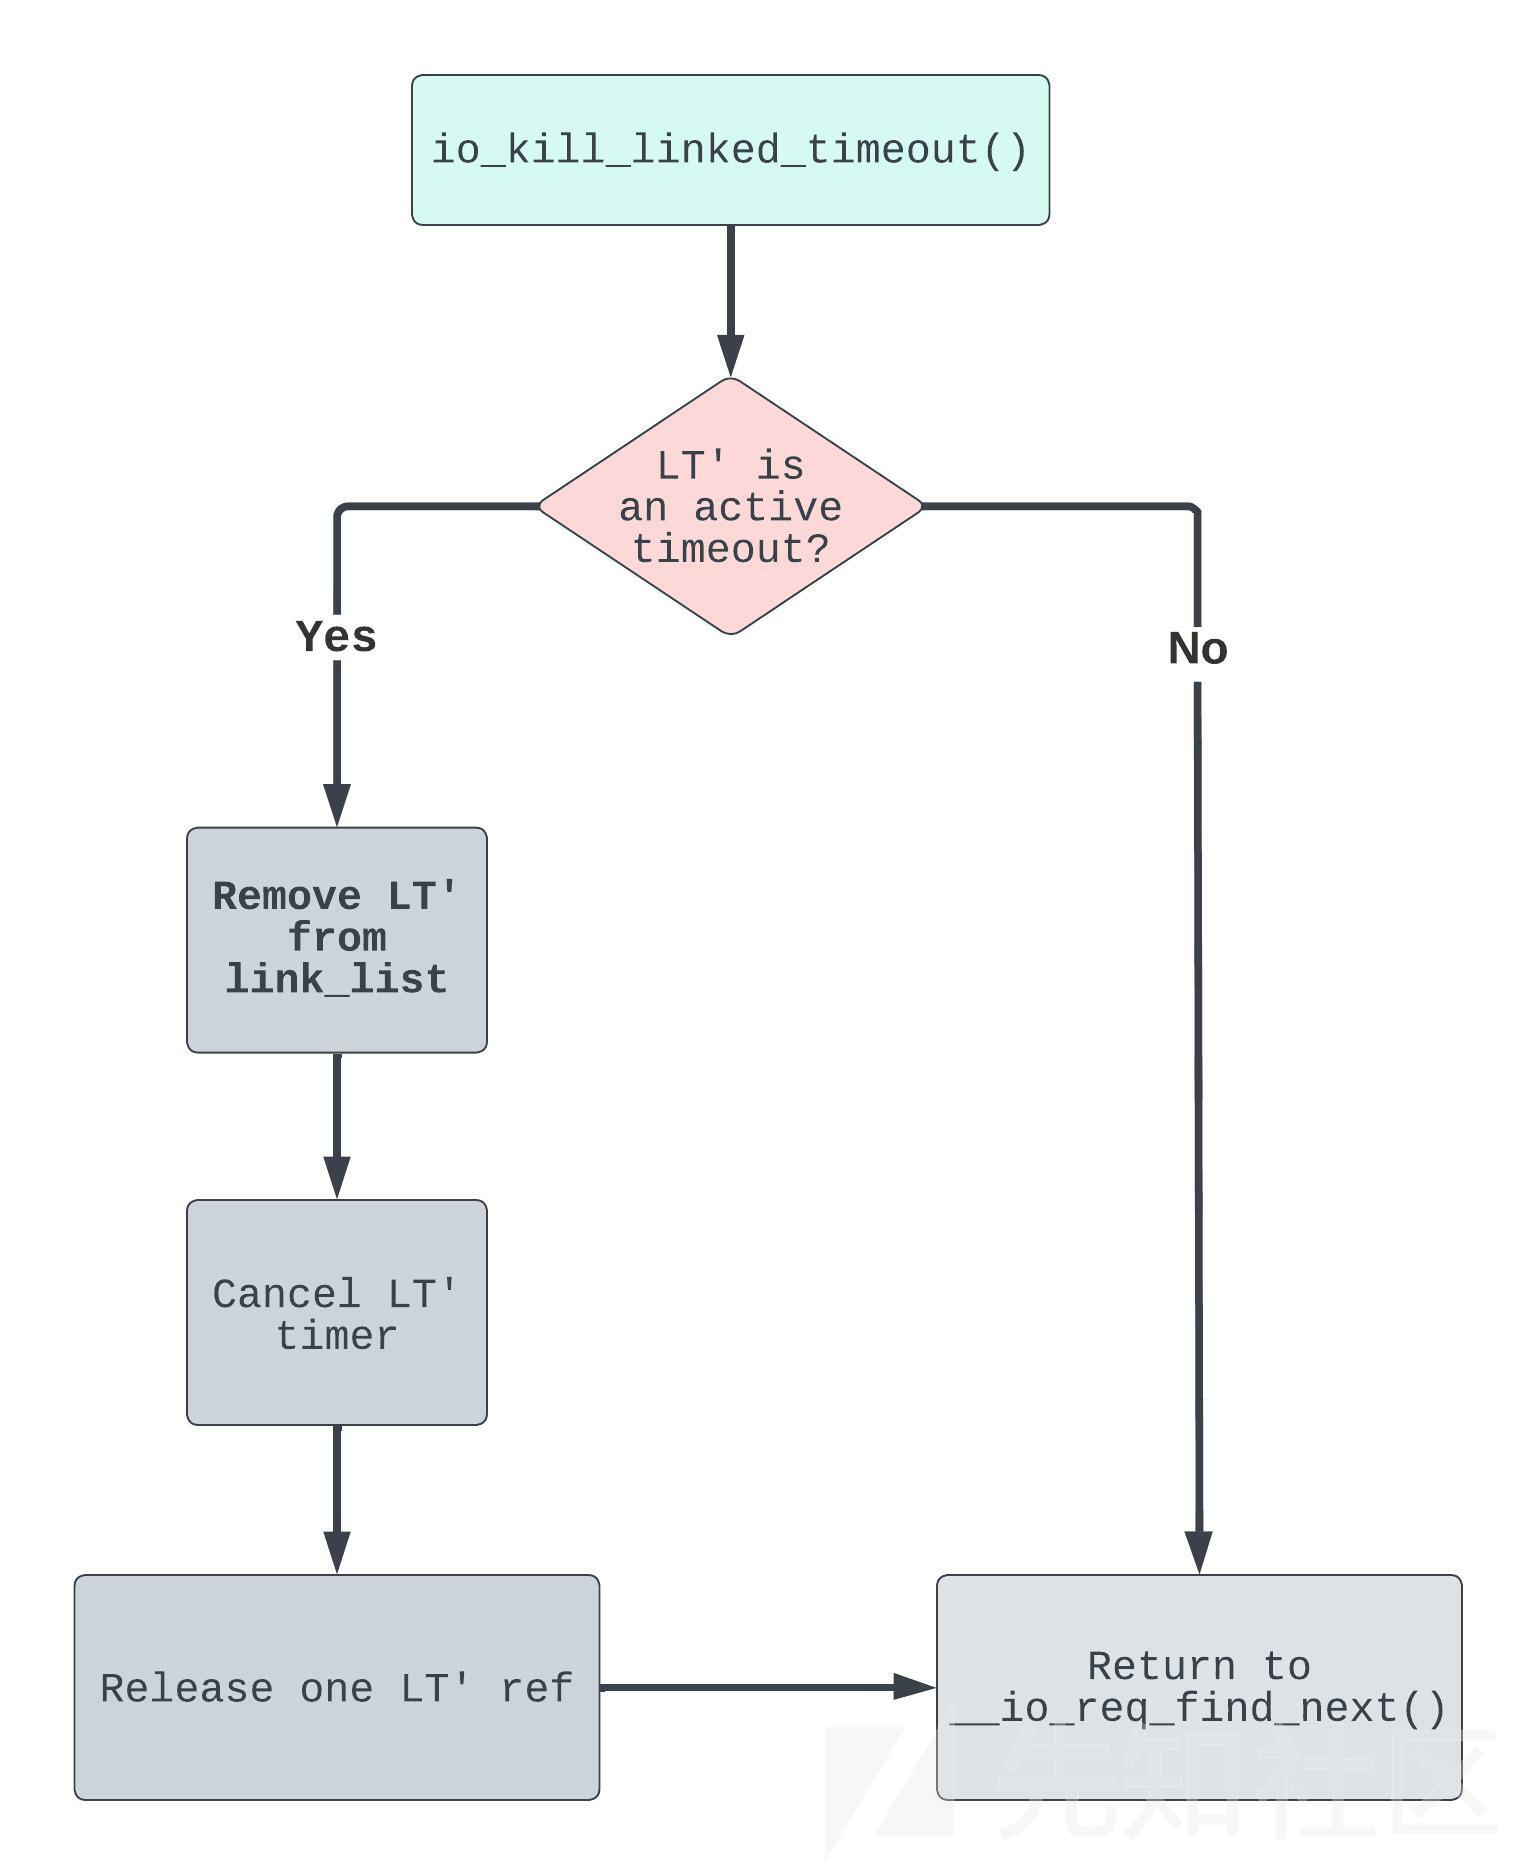 io_kill_linked_timeout()
LT' is
an active
timeout?
Yes
No
Remove LT'
from
link_list
Cancel LT'
timer
Release one LT' ref
Return to
__io_req_find_next()
先知社区